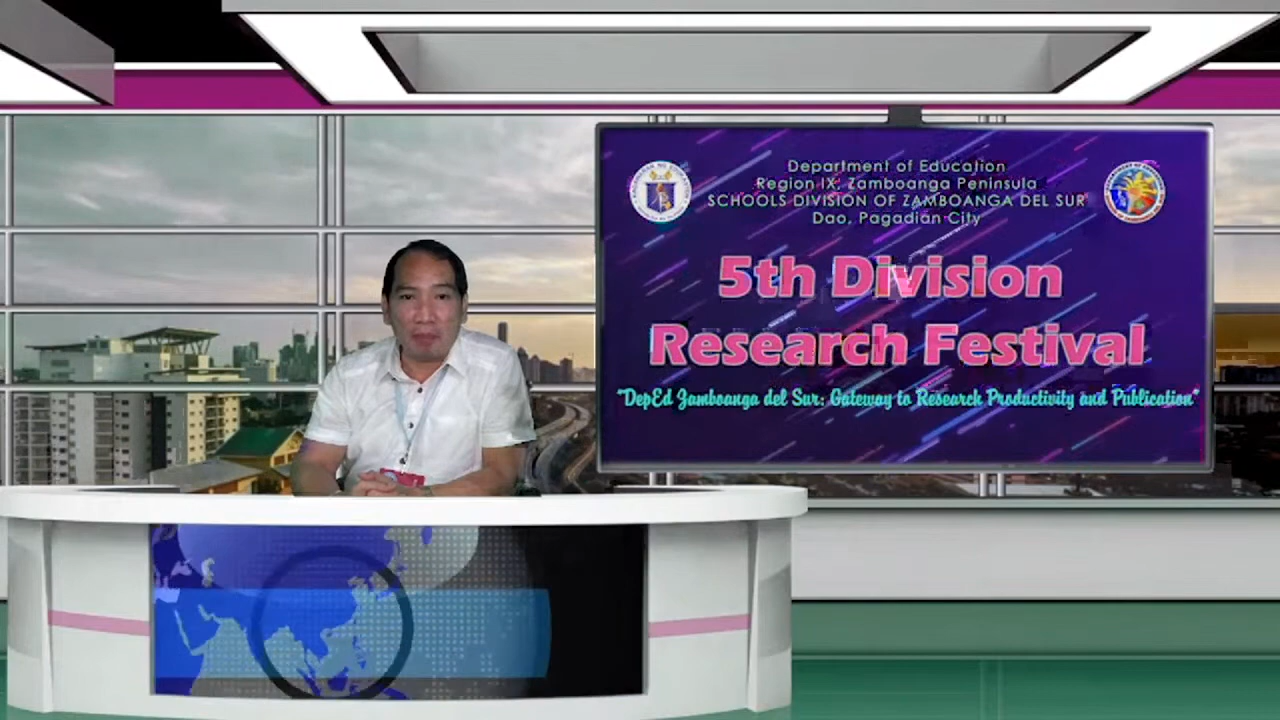 Department of Education
Region IX, Zamboanga Peninsula
SCHOOLS DIVISION OF ZAMBOANGA DEL SUR
Dao, Pagadian City
5th Division
Research Festival
"DepEd Zamboanga del Sur: Gateway to Research Productivity and Publication"